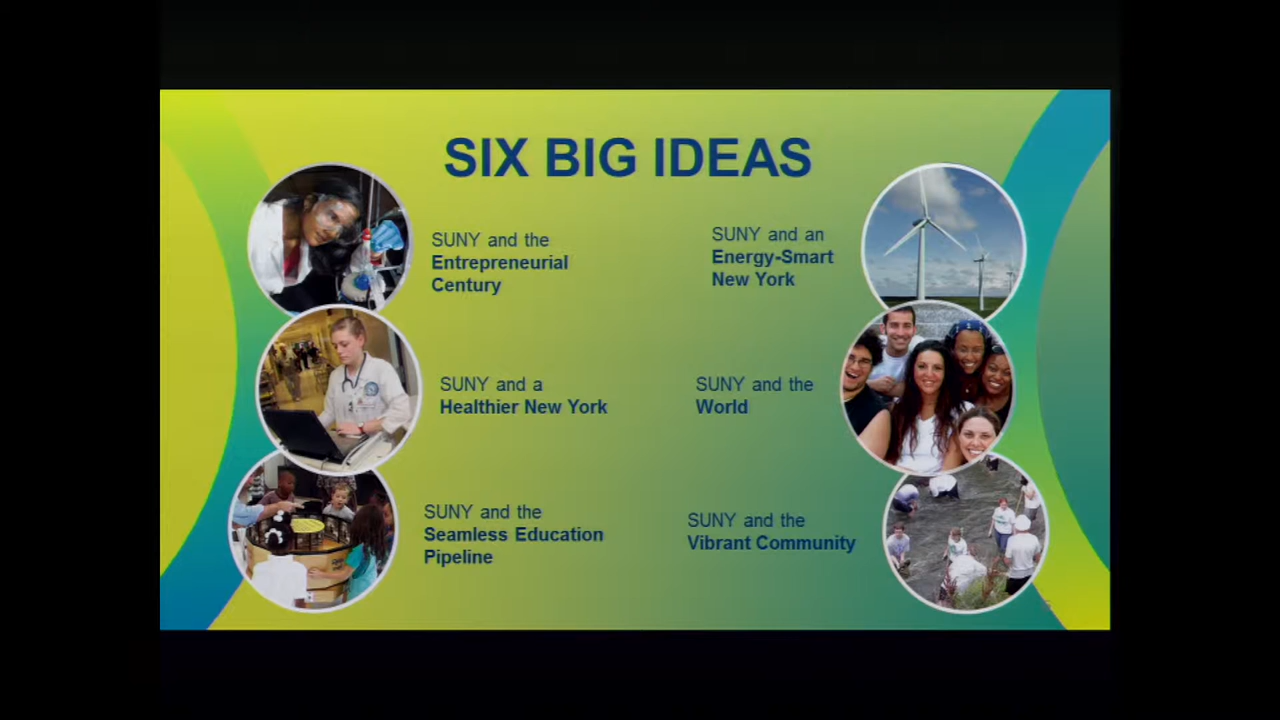 SIX BIG IDEAS
SUNY and the
Entrepreneurial
Century
SUNY and a
Healthier New York
SUNY and the
Seamless Education
Pipeline
SUNY and an
Energy-Smart
New York
SUNY and the
World
SUNY and the
Vibrant Community